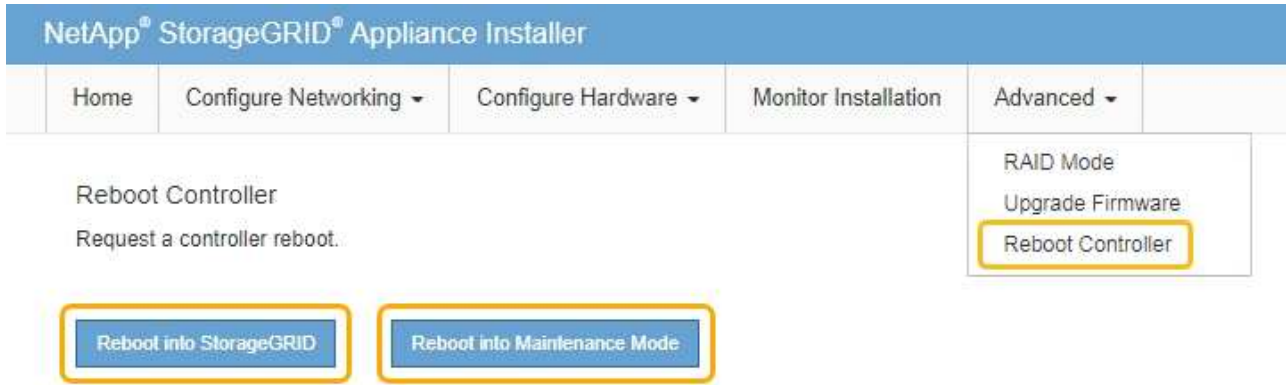 NetApp® StorageGRID® Appliance Installer
Home Configure Networking Configure Hardware Monitor Installation Advanced
RAID Mode
Upgrade Firmware
Reboot Controller
Reboot Controller
Request a controller reboot.
Reboot into StorageGRID Reboot into Maintenance Mode